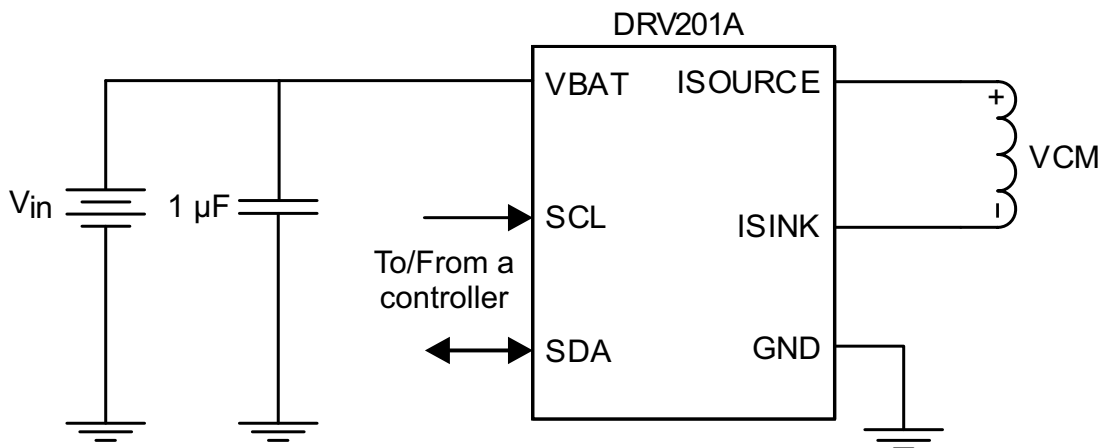 DRV201A
VBAT
ISOURCE
+
Vin
1 µF
SCL
VCM
ISINK
-
To/From a
controller
SDA
GND